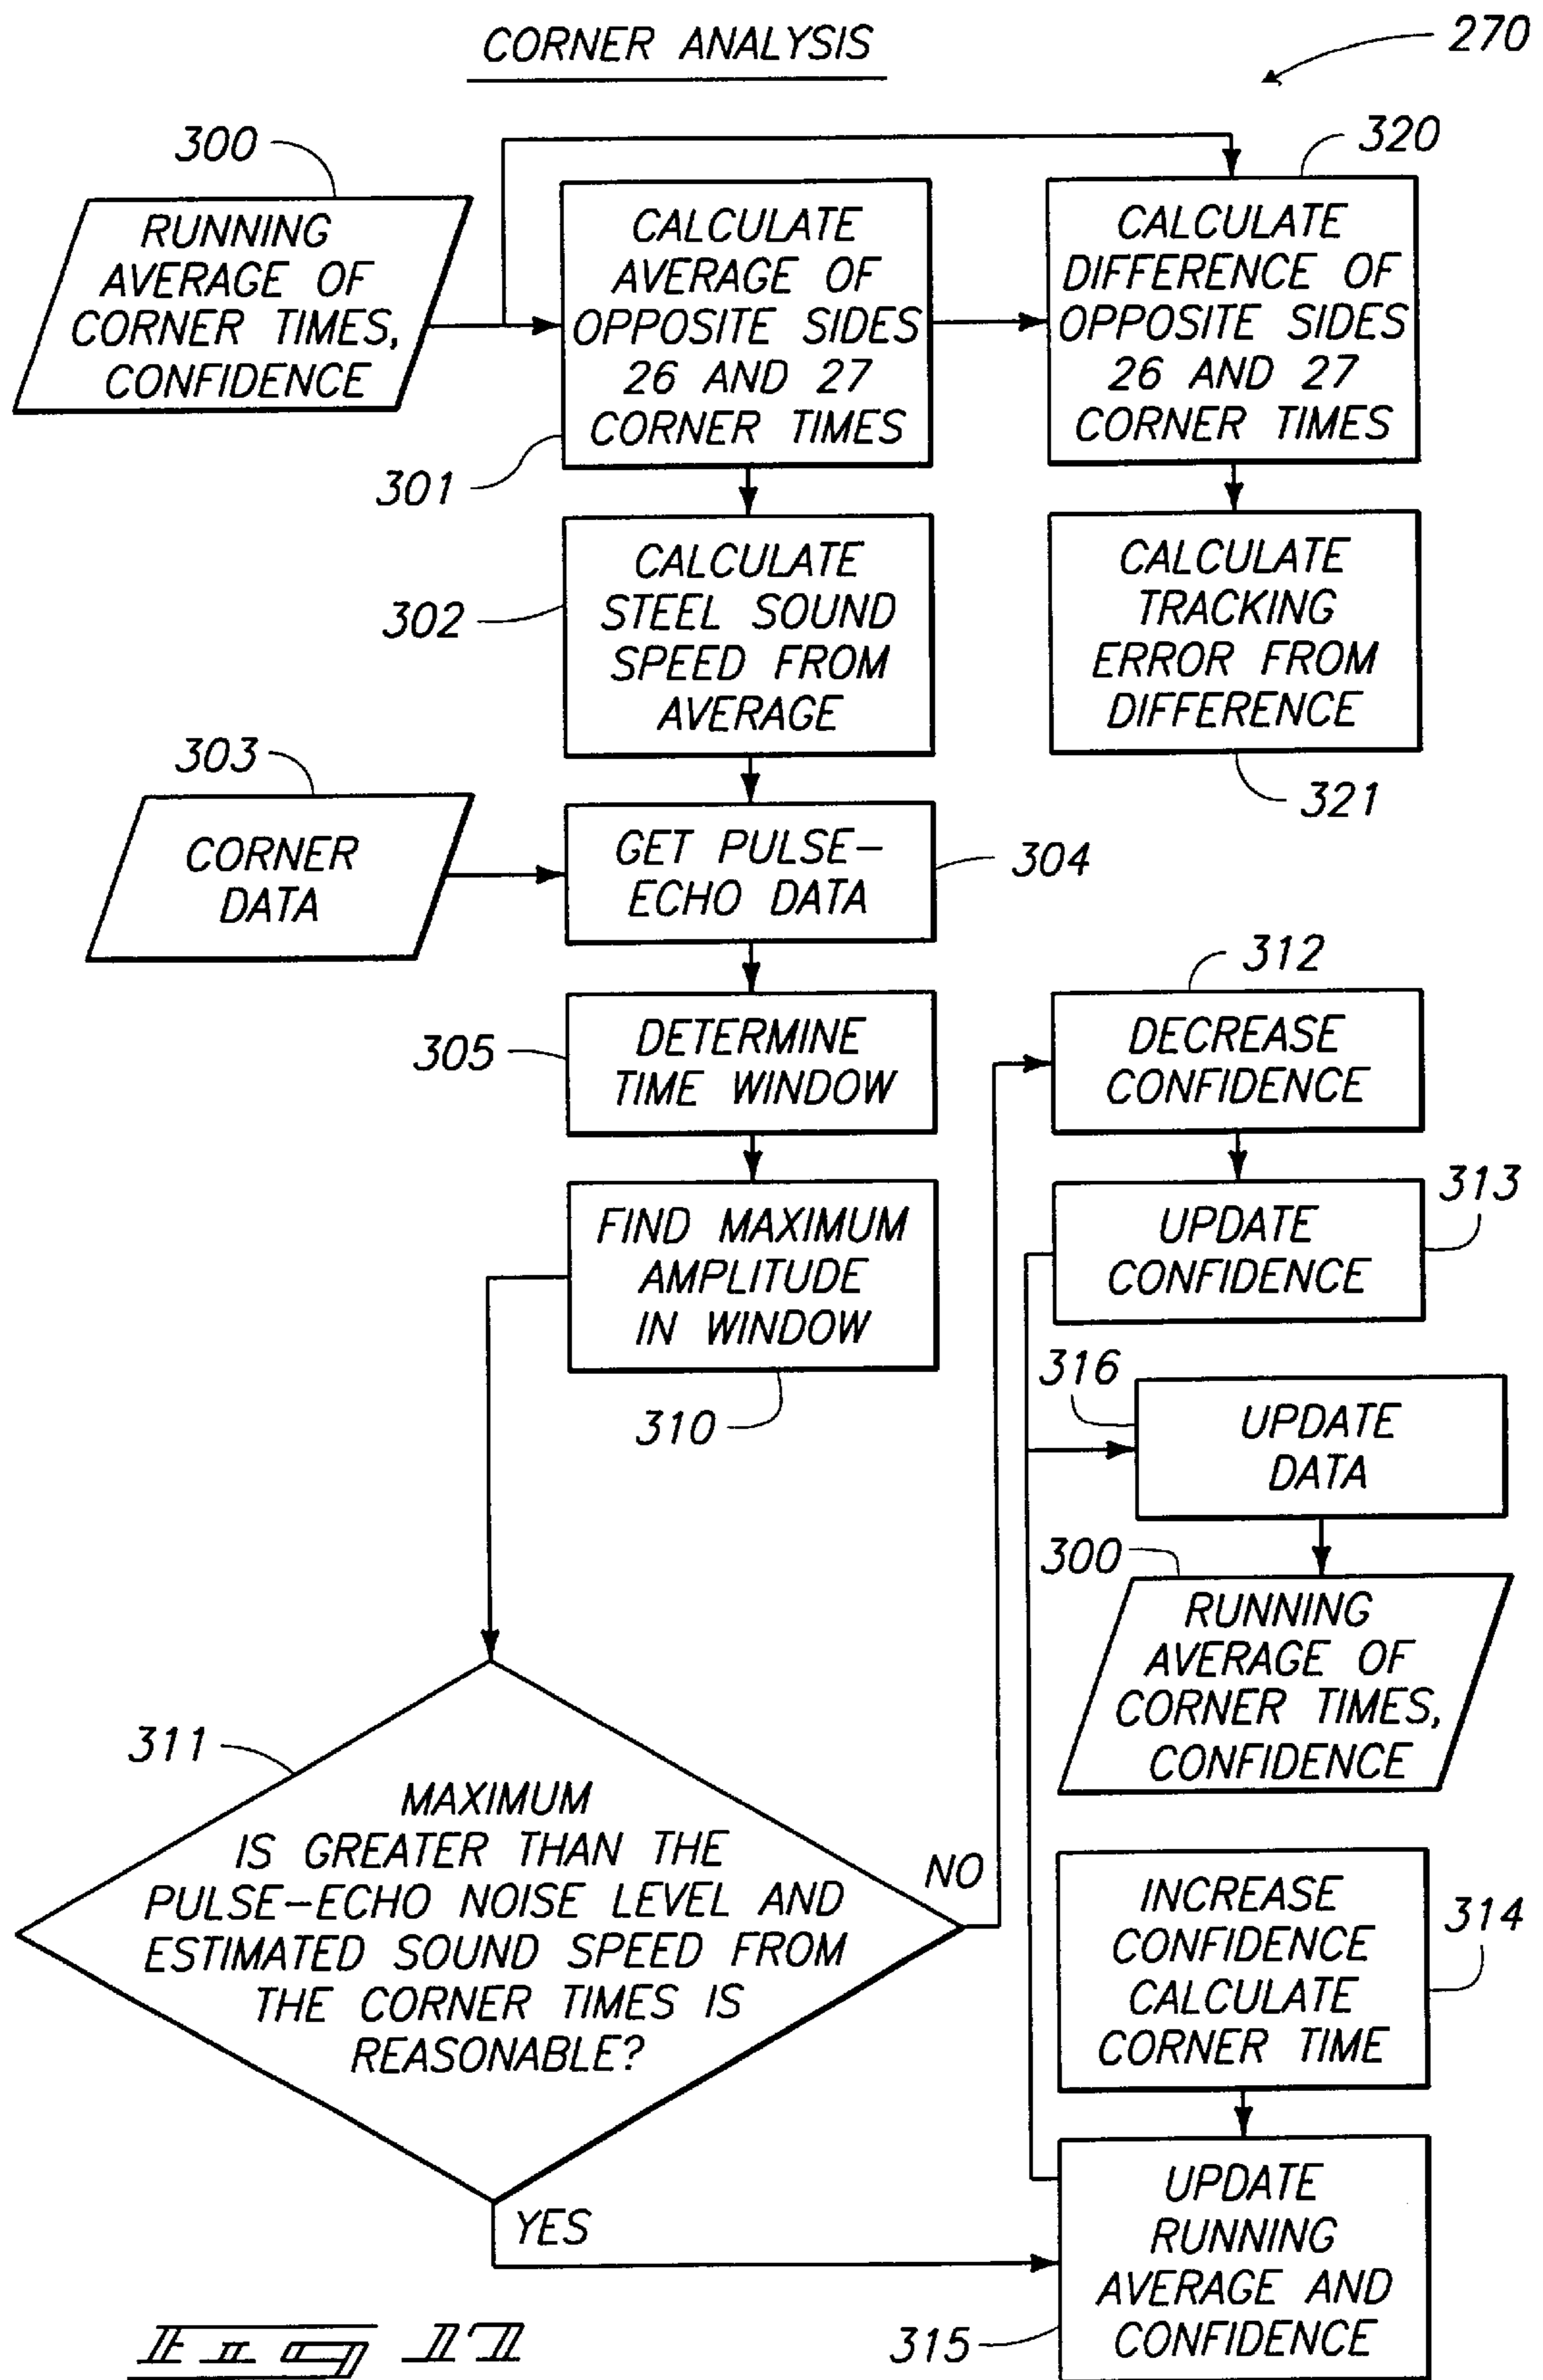 CORNER ANALYSIS
270
300
RUNNING
AVERAGE OF
CORNER TIMES,
CONFIDENCE
CALCULATE
AVERAGE OF
OPPOSITE SIDES
26 AND 27
CORNER TIMES
301
320
CALCULATE
DIFFERENCE OF
OPPOSITE SIDES
26 AND 27
CORNER TIMES
302
CALCULATE
STEEL SOUND
SPEED FROM
AVERAGE
CALCULATE
TRACKING
ERROR FROM
DIFFERENCE
321
303
CORNER
DATA
GET PULSE-
ECHO DATA
304
305
DETERMINE
TIME WINDOW
312
DECREASE
CONFIDENCE
FIND MAXIMUM
AMPLITUDE
IN WINDOW
310
313
UPDATE
CONFIDENCE
316
UPDATE
DATA
300
RUNNING
AVERAGE OF
CORNER TIMES,
CONFIDENCE
311
MAXIMUM
IS GREATER THAN THE
PULSE-ECHO NOISE LEVEL AND
ESTIMATED SOUND SPEED FROM
THE CORNER TIMES IS
REASONABLE?
NO
YES
INCREASE
CONFIDENCE
CALCULATE
CORNER TIME
314
UPDATE
RUNNING
AVERAGE AND
CONFIDENCE
315
Fig 17